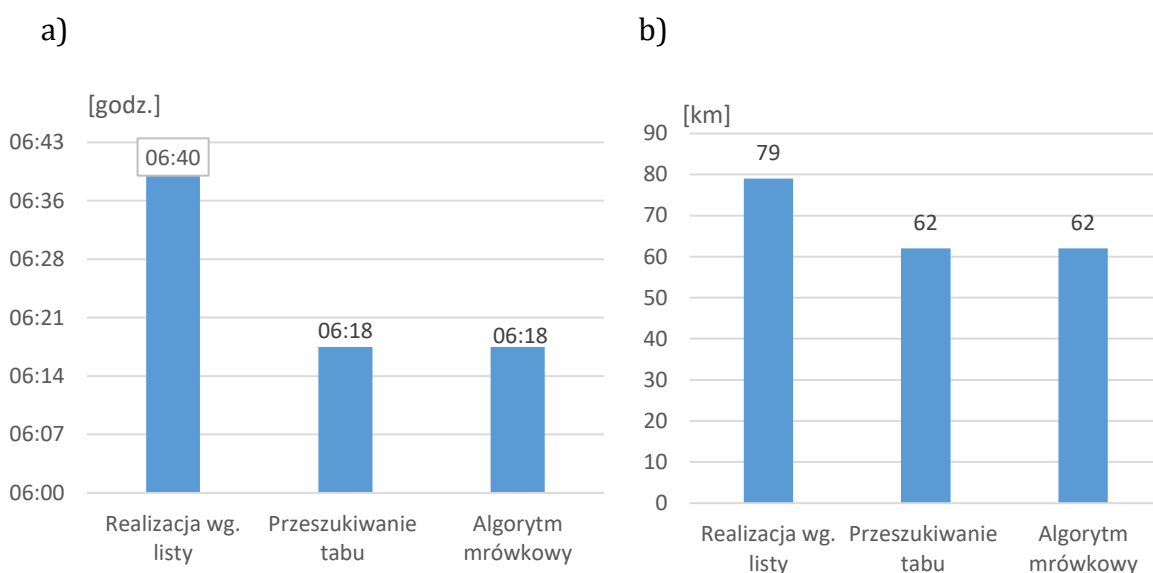 a)
[godz.]
06:43
06:36
06:28
06:21
06:14
06:07
06:00
06:40
06:18
06:18
Realizacja wg.
listy
Przeszukiwanie
tabu
Algorytm
mrówkowy
b)
[km]
90
80
70
60
50
40
30
20
10
0
79
62
62
Realizacja wg.
listy
Przeszukiwanie
tabu
Algorytm
mrówkowy